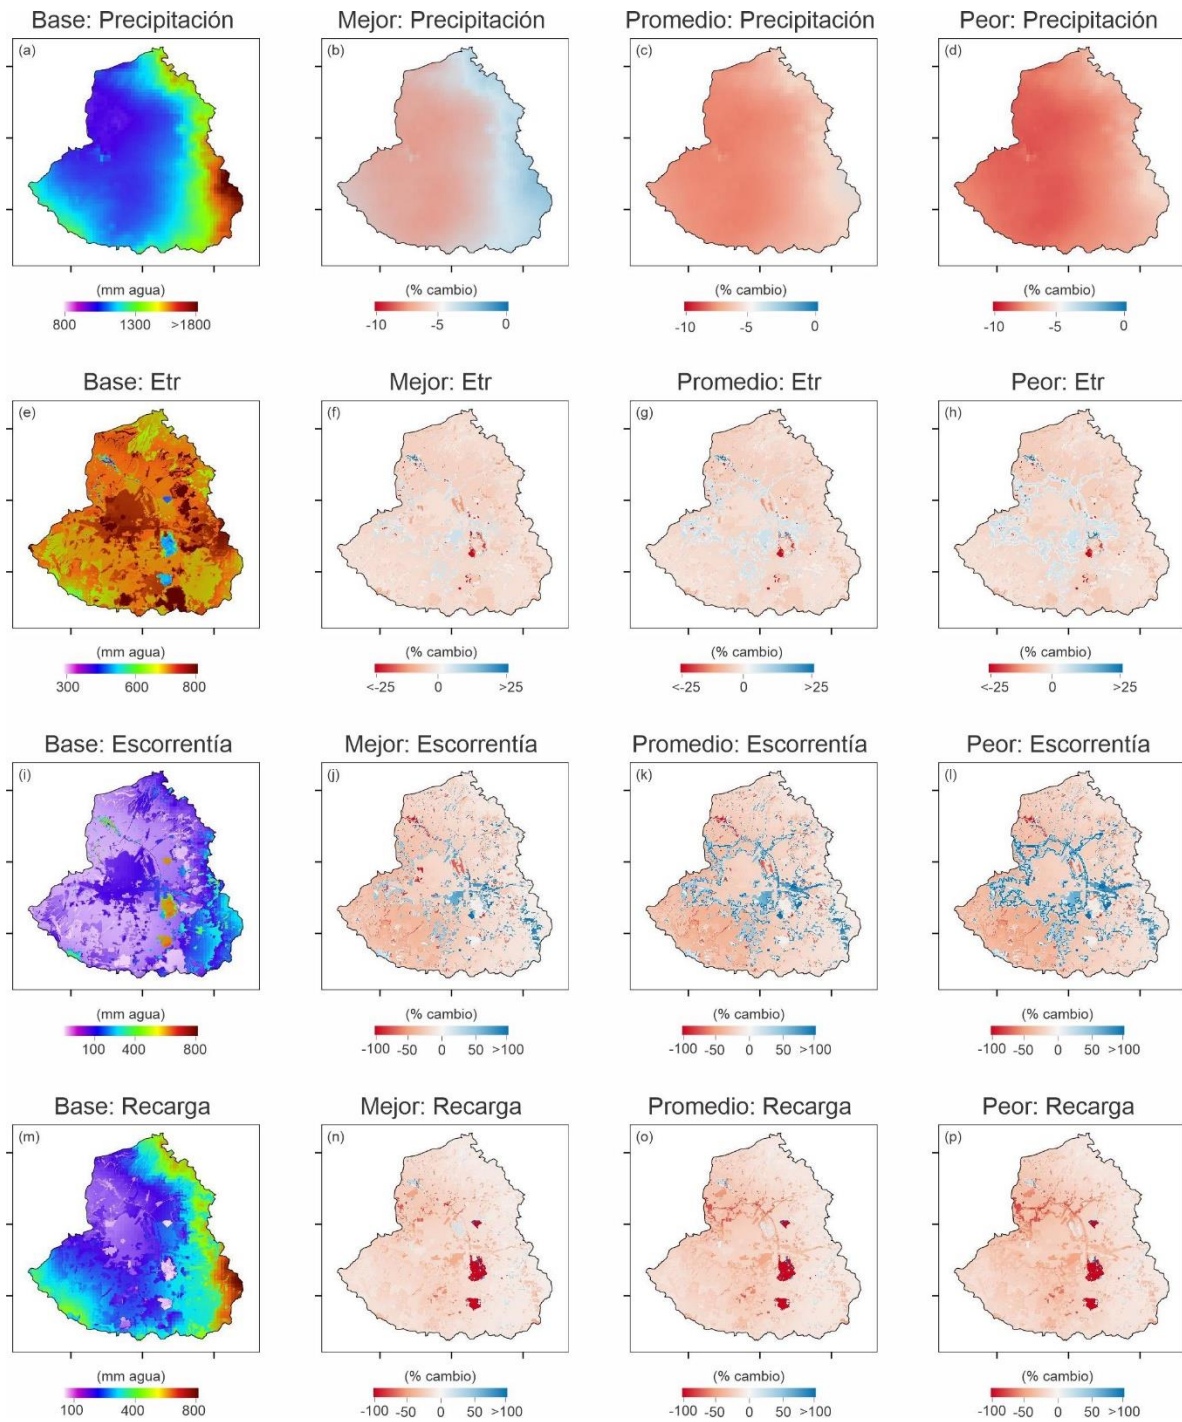 Base: Precipitación Mejor: Precipitación Promedio: Precipitación Peor: Precipitación
(a) (b) (c) (d)
(mm agua) (% cambio) (% cambio) (% cambio)
800 1300 >1800 -10 -5 0 -10 -5 0 -10 -5 0
Base: Etr Mejor: Etr Promedio: Etr Peor: Etr
(e) (f) (g) (h)
(mm agua) (% cambio) (% cambio) (% cambio)
300 600 800 <-25 0 >25 <-25 0 >25 <-25 0 >25
Base: Escorrentía Mejor: Escorrentía Promedio: Escorrentía Peor: Escorrentía
(i) (j) (k) (l)
(mm agua) (% cambio) (% cambio) (% cambio)
100 400 800 -100 -50 0 50 >100 -100 -50 0 50 >100 -100 -50 0 50 >100
Base: Recarga Mejor: Recarga Promedio: Recarga Peor: Recarga
(m) (n) (o) (p)
(mm agua) (% cambio) (% cambio) (% cambio)
100 400 800 -100 -50 0 50 >100 -100 -50 0 50 >100 -100 -50 0 50 >100